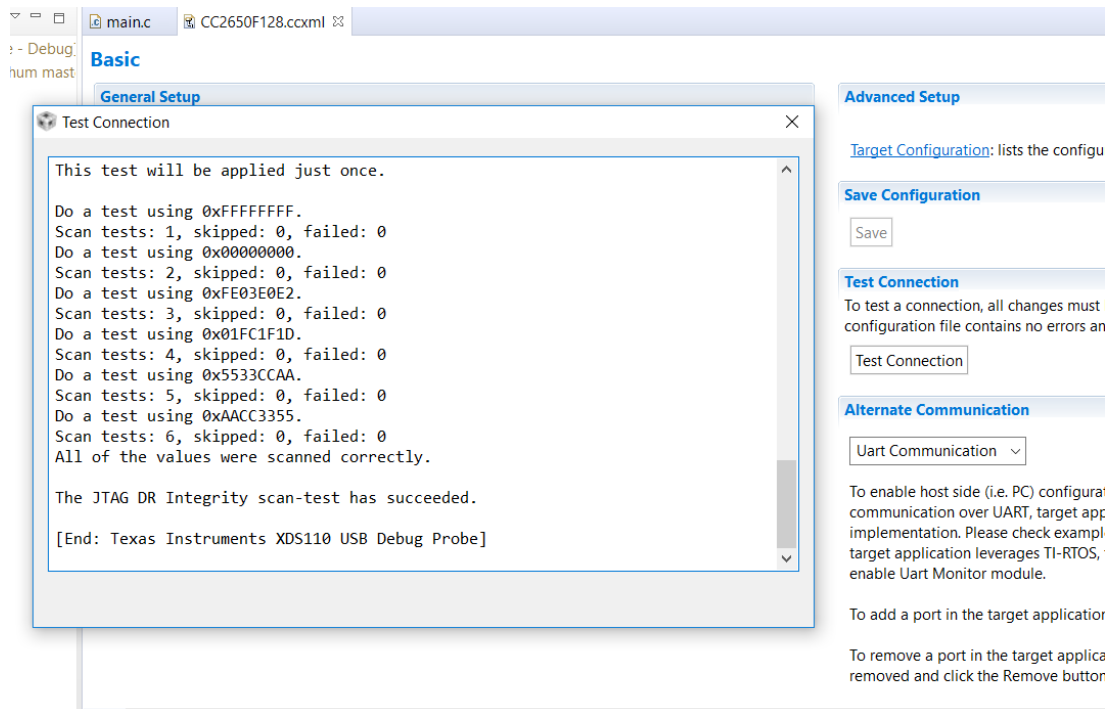 main.c
CC2650F128.ccxml
- Debug]
hum mast
Basic
General Setup
Test Connection
This test will be applied just once.
Do a test using 0xFFFFFFFF.
Scan tests: 1, skipped: 0, failed: 0
Do a test using 0x00000000.
Scan tests: 2, skipped: 0, failed: 0
Do a test using 0xFE03E0E2.
Scan tests: 3, skipped: 0, failed: 0
Do a test using 0x01FC1F1D.
Scan tests: 4, skipped: 0, failed: 0
Do a test using 0x5533CCAA.
Scan tests: 5, skipped: 0, failed: 0
Do a test using 0xAACC3355.
Scan tests: 6, skipped: 0, failed: 0
All of the values were scanned correctly.
The JTAG DR Integrity scan-test has succeeded.
[End: Texas Instruments XDS110 USB Debug Probe]
Advanced Setup
Target Configuration: lists the configu
Save Configuration
Save
Test Connection
To test a connection, all changes must
configuration file contains no errors an
Test Connection
Alternate Communication
Uart Communication
To enable host side (i.e. PC) configurat
communication over UART, target app
implementation. Please check exampl
target application leverages TI-RTOS,
enable Uart Monitor module.
To add a port in the target application
To remove a port in the target applica
removed and click the Remove button